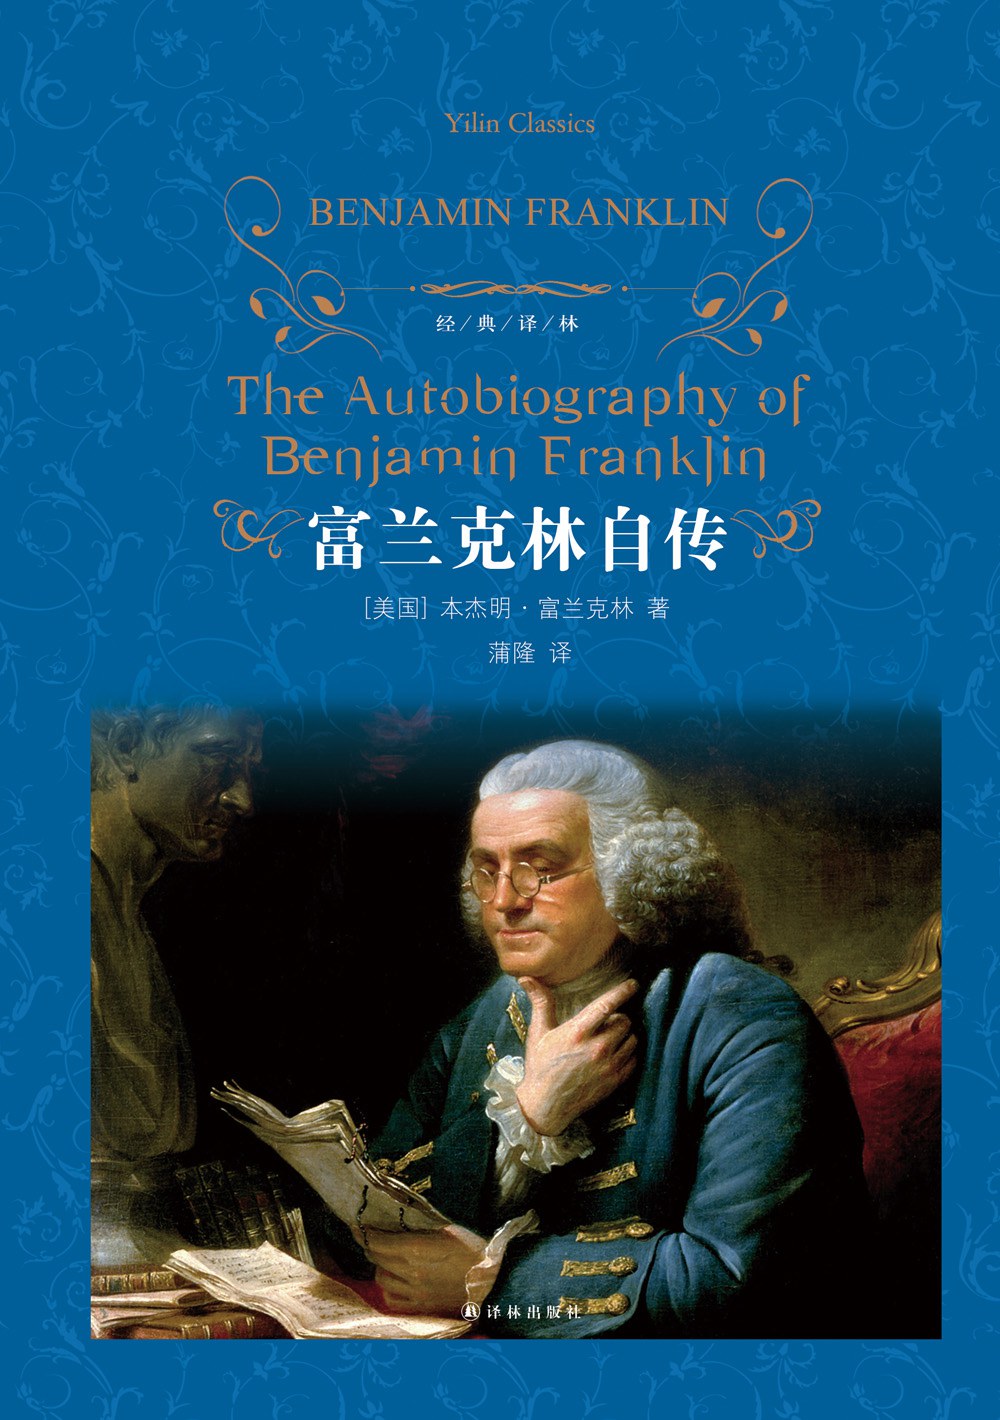 Yilin Classics
BENJAMIN FRANKLIN
经/典/译/林
The Autobiography of
Benjamin Franklin
富兰克林自传
[美国] 本杰明·富兰克林 著
蒲隆 译
译林出版社